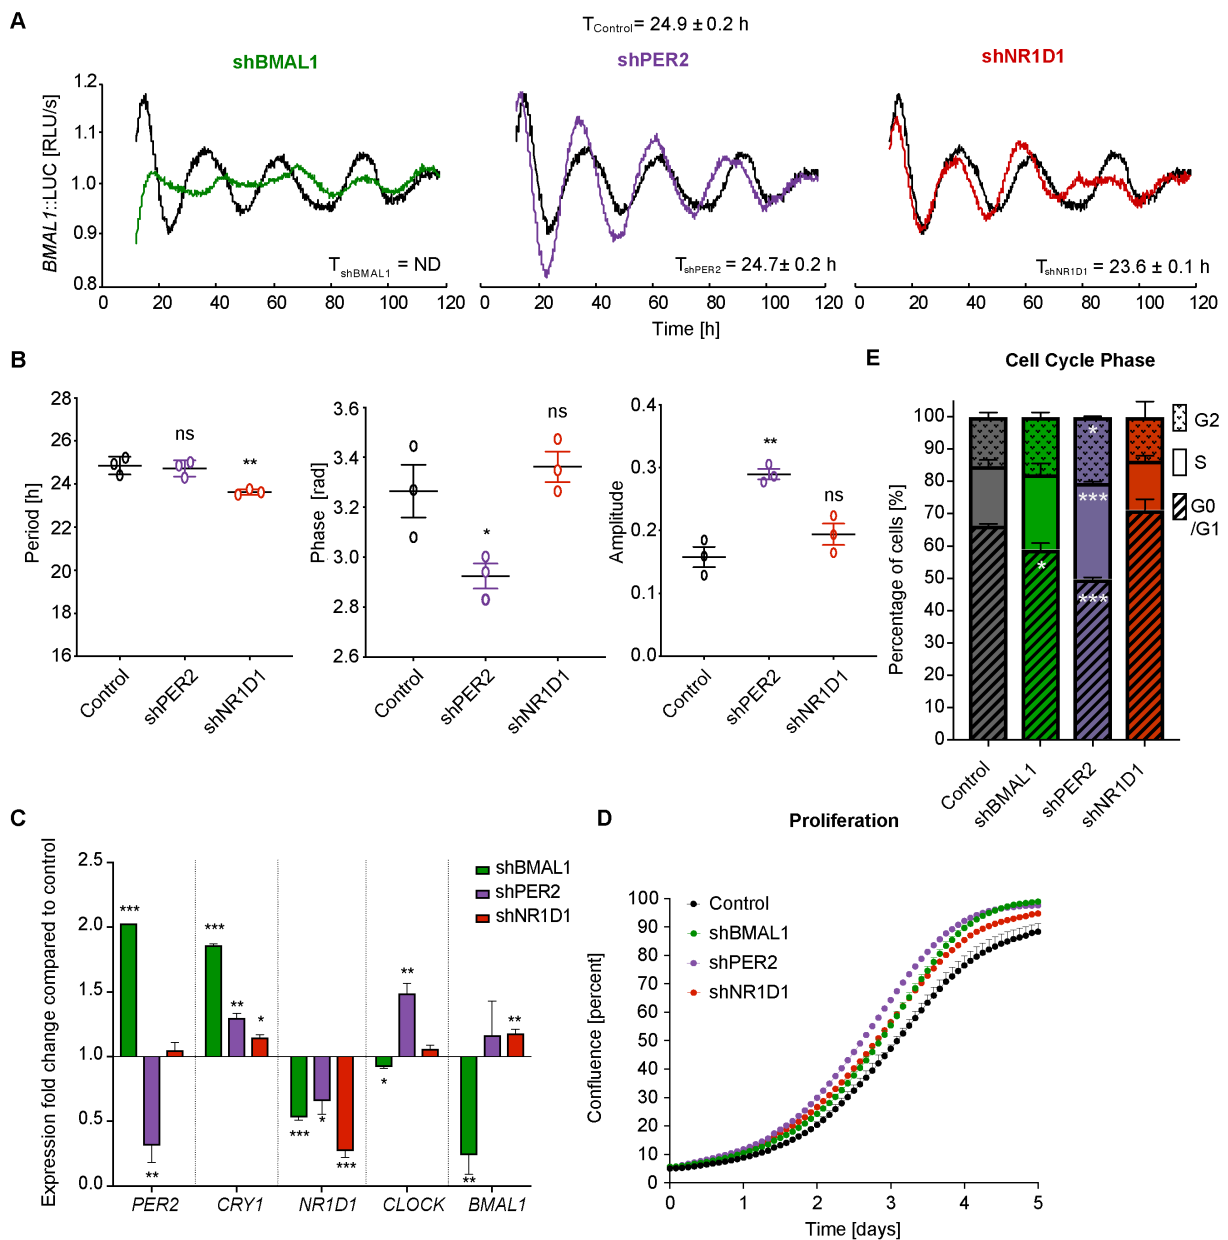 A
TControl= 24.9 ± 0.2 h
shBMAL1
shPER2
shNR1D1
BMAL1::LUC [RLU/s]
1.2
1.1
1.0
0.9
0.8
TshBMAL1 = ND
TshPER2 = 24.7± 0.2 h
TshNR1D1 = 23.6 ± 0.1 h
0 20 40 60 80 100 120
0 20 40 60 80 100 120
0 20 40 60 80 100 120
Time [h]
B
Period [h]
28
26
24
22
20
18
16
ns
**
Control
shPER2
shNR1D1
Phase [rad]
3.6
3.4
3.2
3.0
2.8
2.6
*
ns
Control
shPER2
shNR1D1
Amplitude
0.4
0.3
0.2
0.1
0.0
**
ns
Control
shPER2
shNR1D1
E
Cell Cycle Phase
Percentage of cells [%]
100
90
80
70
60
50
40
30
20
10
0
*
***
*
***
G2
S
G0
/G1
Control
shBMAL1
shPER2
shNR1D1
C
Expression fold change compared to control
2.5
2.0
1.5
1.0
0.5
0.0
shBMAL1
shPER2
shNR1D1
***
**
***
**
*
***
*
***
*
**
**
**
PER2 CRY1 NR1D1 CLOCK BMAL1
D
Proliferation
Confluence [percent]
100
90
80
70
60
50
40
30
20
10
0
Control
shBMAL1
shPER2
shNR1D1
0 1 2 3 4 5
Time [days]